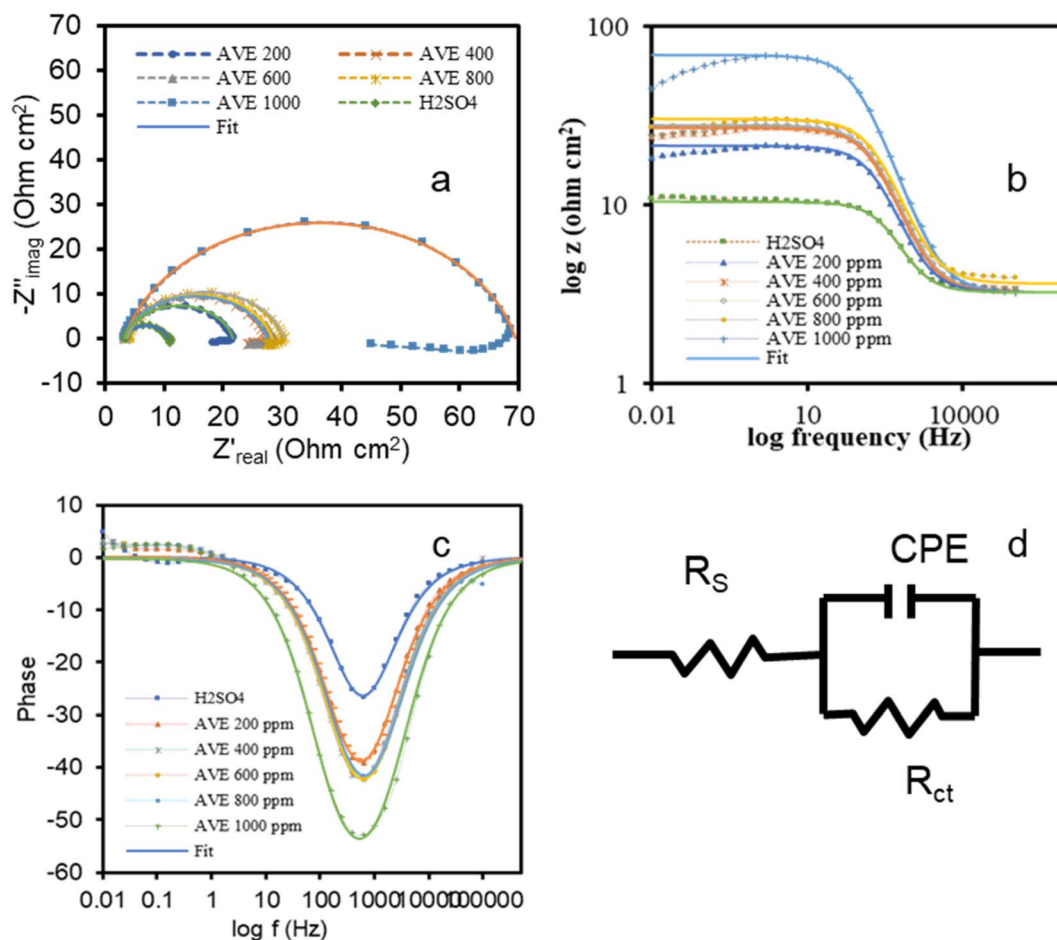 70
60
50
40
30
20
10
0
-10
-Z"imag (Ohm cm2)
AVE 200
AVE 400
AVE 600
AVE 800
AVE 1000
H2SO4
Fit
a
0 10 20 30 40 50 60 70
Z'real (Ohm cm2)
100
10
1
log z (ohm cm2)
b
H2SO4
AVE 200 ppm
AVE 400 ppm
AVE 600 ppm
AVE 800 ppm
AVE 1000 ppm
Fit
0.01 10 10000
log frequency (Hz)
10
0
-10
-20
-30
-40
-50
-60
Phase
c
H2SO4
AVE 200 ppm
AVE 400 ppm
AVE 600 ppm
AVE 800 ppm
AVE 1000 ppm
Fit
0.01 0.1 1 10 100 1000 10000 100000
log f (Hz)
d
CPE
RS
Rct